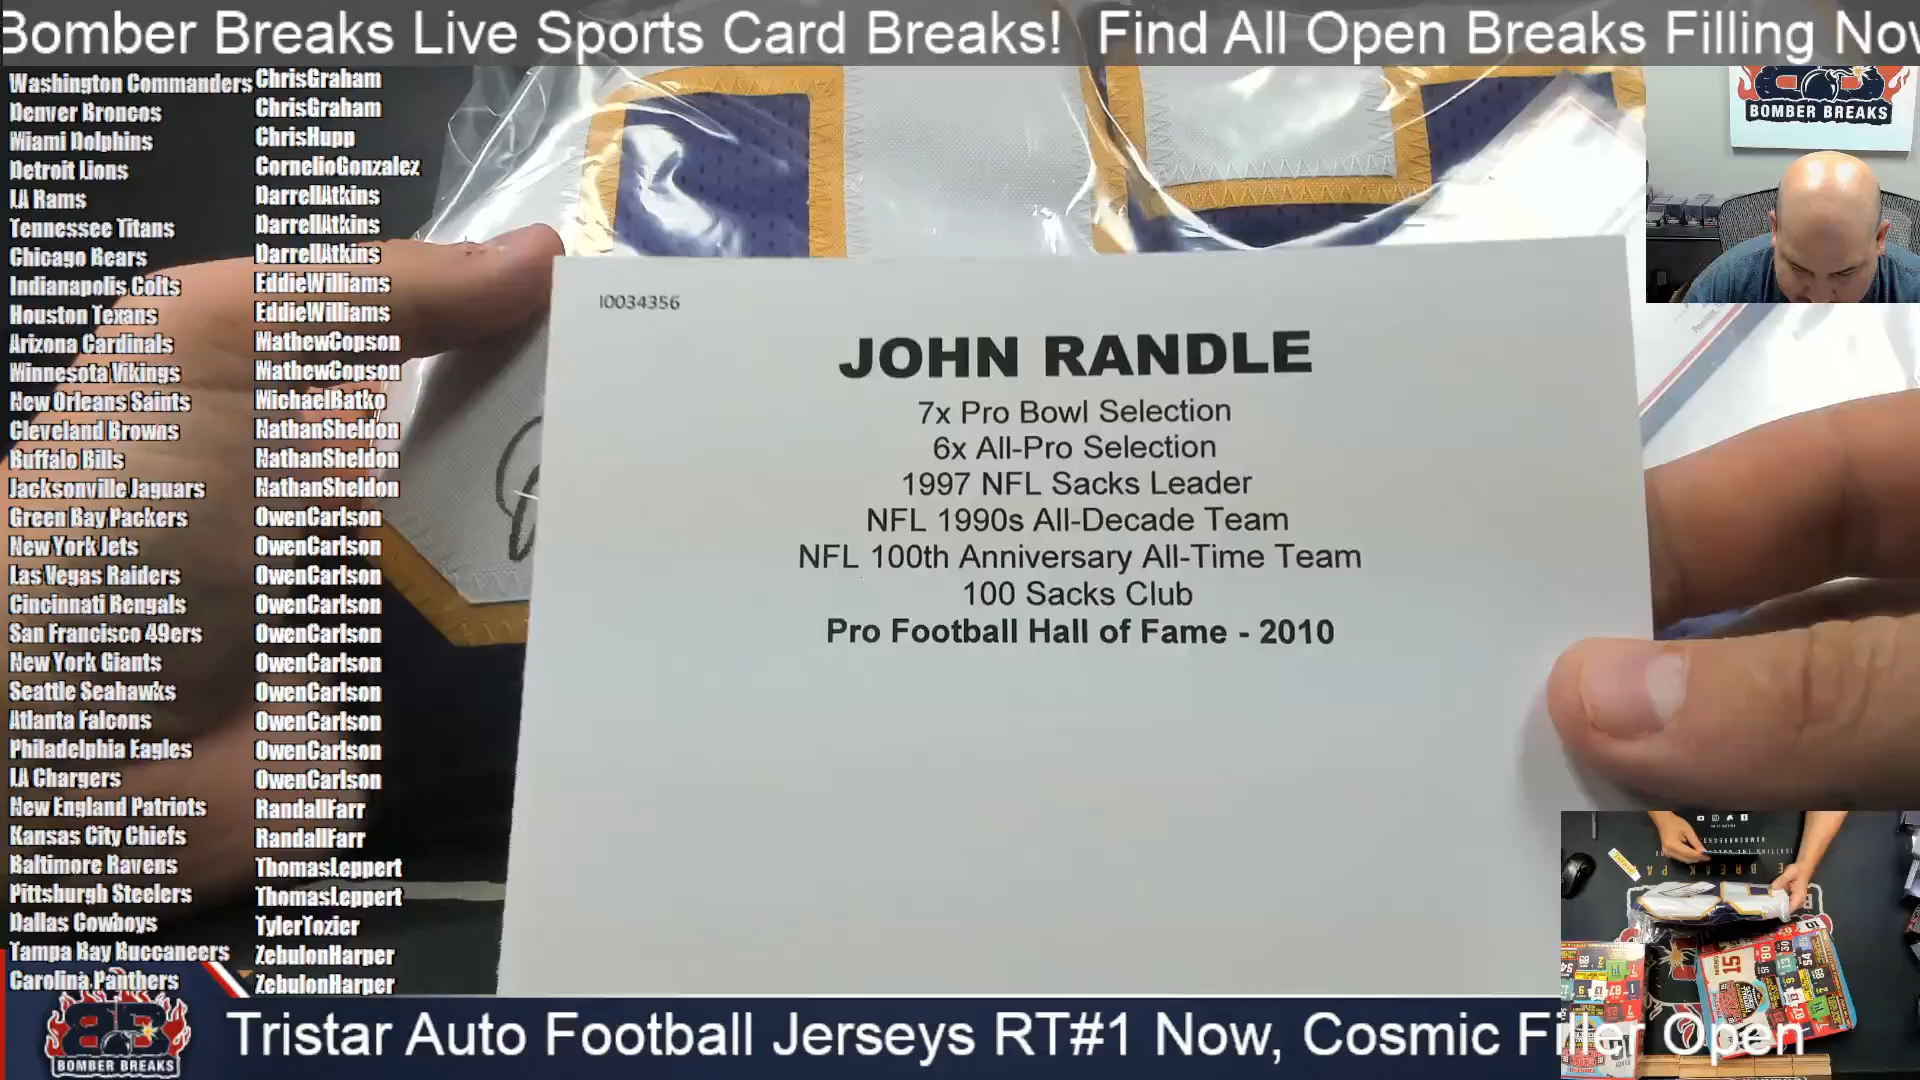 Bomber Breaks Live Sports Card Breaks! Find All Open Breaks Filling Now
Washington Commanders ChrisGraham
Denver Broncos ChrisGraham
Miami Dolphins ChrisHupp
Detroit Lions CornelioGonzalez
LA Rams DarrellAtkins
Tennessee Titans DarrellAtkins
Chicago Bears DarrellAtkins
Indianapolis Colts EddieWilliams
Houston Texans EddieWilliams
Arizona Cardinals MathewCopson
Minnesota Vikings MathewCopson
New Orleans Saints MichaelBatko
Cleveland Browns NathanSheldon
Buffalo Bills NathanSheldon
Jacksonville Jaguars NathanSheldon
Green Bay Packers OwenCarlson
New York Jets OwenCarlson
Las Vegas Raiders OwenCarlson
Cincinnati Bengals OwenCarlson
San Francisco 49ers OwenCarlson
New York Giants OwenCarlson
Seattle Seahawks OwenCarlson
Atlanta Falcons OwenCarlson
Philadelphia Eagles OwenCarlson
LA Chargers OwenCarlson
New England Patriots RandallFarr
Kansas City Chiefs RandallFarr
Baltimore Ravens ThomasLeppert
Pittsburgh Steelers ThomasLeppert
Dallas Cowboys TylerTozier
Tampa Bay Buccaneers ZebulonHarper
Carolina Panthers ZebulonHarper
I0034356
JOHN RANDLE
7x Pro Bowl Selection
6x All-Pro Selection
1997 NFL Sacks Leader
NFL 1990s All-Decade Team
NFL 100th Anniversary All-Time Team
100 Sacks Club
Pro Football Hall of Fame - 2010
BOMBER BREAKS
BOMBER BREAKS
Tristar Auto Football Jerseys RT#1 Now, Cosmic Filler Open